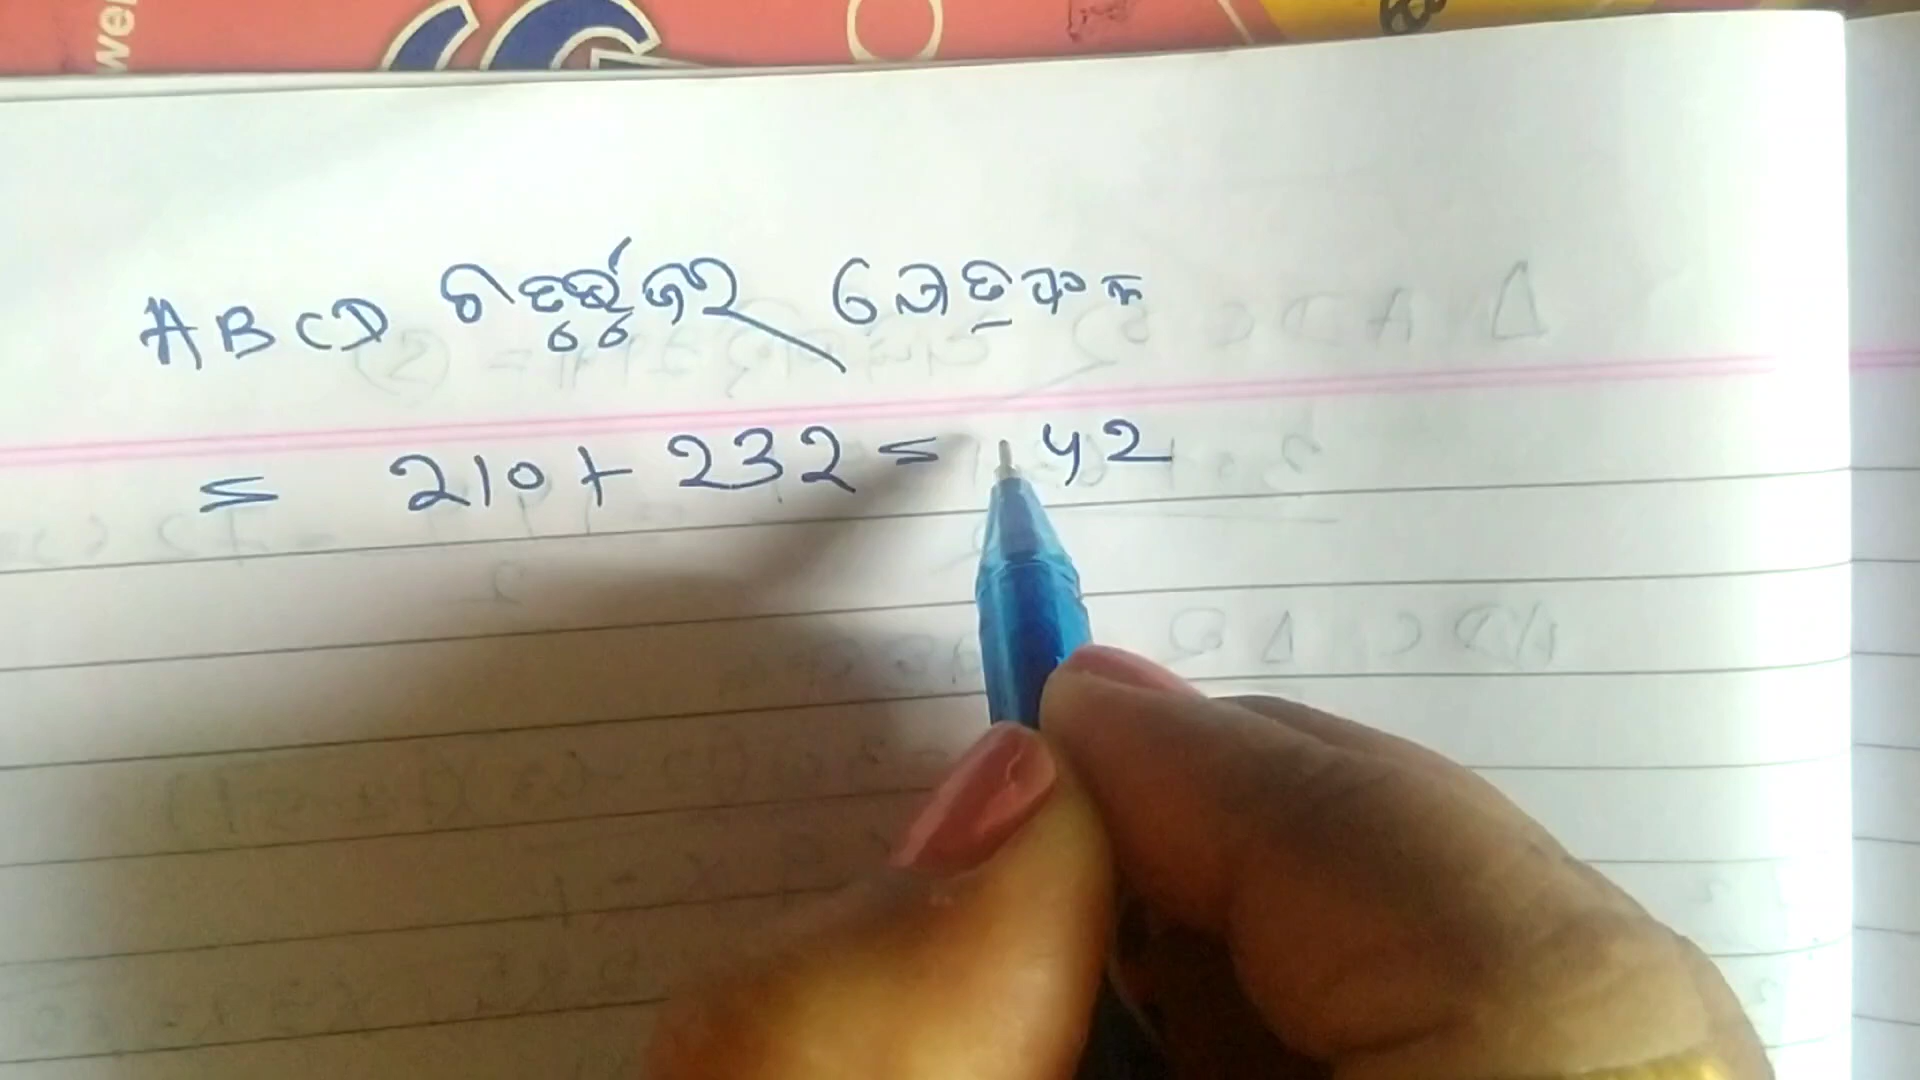 ABCD ଚତୁର୍ଭୁଜର କ୍ଷେତ୍ରଫଳ
= 210 + 232 = 42